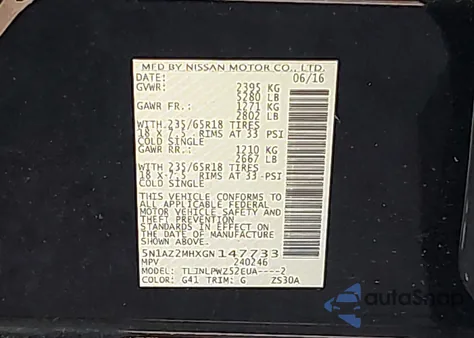 MFD BY NISSAN MOTOR CO., LTD.
DATE: 06/16
GVWR: 2395 KG
5280 LB
GAWR FR.: 1271 KG
2802 LB
WITH 235/65R18 TIRES
18 X 7.5 RIMS AT 33 PSI
COLD SINGLE
GAWR RR.: 1210 KG
2667 LB
WITH 235/65R18 TIRES
18 X 7.5 RIMS AT 33 PSI
COLD SINGLE
THIS VEHICLE CONFORMS TO
ALL APPLICABLE FEDERAL
MOTOR VEHICLE SAFETY AND
THEFT PREVENTION
STANDARDS IN EFFECT ON
THE DATE OF MANUFACTURE
SHOWN ABOVE.
5N1AZ2MHXGN147733
MPV 240246
MODEL: TLJNLPWZ52EUA----2
COLOR: G41 TRIM: G ZS30A
autoSnap